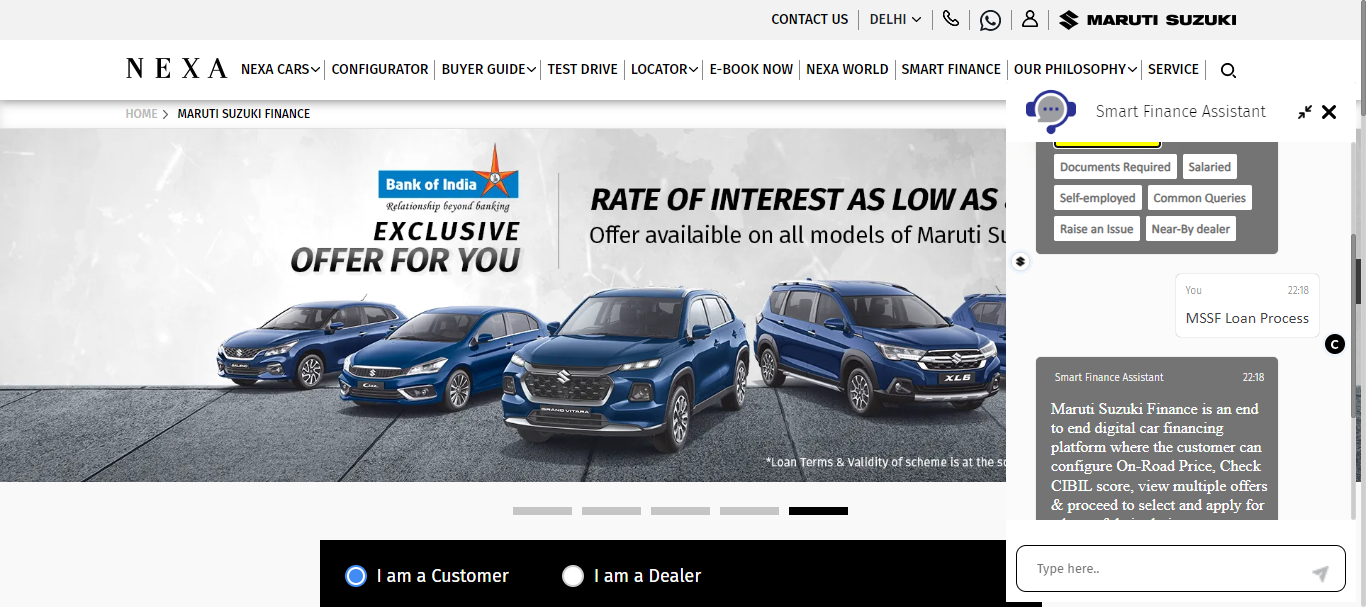 CONTACT US
DELHI
MARUTI SUZUKI
NEXA
NEXA CARS
CONFIGURATOR
BUYER GUIDE
TEST DRIVE
LOCATOR
E-BOOK NOW
NEXA WORLD
SMART FINANCE
OUR PHILOSOPHY
SERVICE
HOME
MARUTI SUZUKI FINANCE
Bank of India
Relationship beyond banking
EXCLUSIVE
OFFER FOR YOU
RATE OF INTEREST AS LOW AS
Offer availaible on all models of Maruti
GRAND VITARA
XL6
*Loan Terms & Validity of scheme is at the
I am a Customer
I am a Dealer
Smart Finance Assistant
Documents Required
Salaried
Self-employed
Common Queries
Raise an Issue
Near-By dealer
You
22:18
MSSF Loan Process
C
Smart Finance Assistant
22:18
Maruti Suzuki Finance is an end
to end digital car financing
platform where the customer can
configure On-Road Price, Check
CIBIL score, view multiple offers
& proceed to select and apply for
Type here..